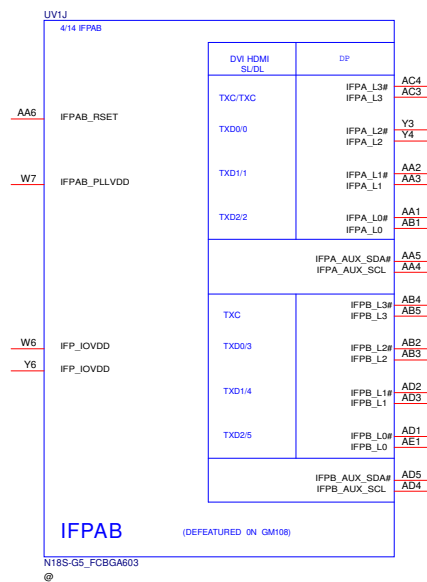 UV1J
4/14 IFPAB
DVI HDMI
SL/DL
DP
TXC/TXC
IFPA_L3# AC4
IFPA_L3 AC3
AA6 IFPAB_RSET
TXD0/0
IFPA_L2# Y3
IFPA_L2 Y4
TXD1/1
IFPA_L1# AA2
IFPA_L1 AA3
W7 IFPAB_PLLVDD
TXD2/2
IFPA_L0# AA1
IFPA_L0 AB1
IFPA_AUX_SDA# AA5
IFPA_AUX_SCL AA4
TXC
IFPB_L3# AB4
IFPB_L3 AB5
W6 IFP_IOVDD
TXD0/3
IFPB_L2# AB2
IFPB_L2 AB3
Y6 IFP_IOVDD
TXD1/4
IFPB_L1# AD2
IFPB_L1 AD3
TXD2/5
IFPB_L0# AD1
IFPB_L0 AE1
IFPB_AUX_SDA# AD5
IFPB_AUX_SCL AD4
IFPAB (DEFEATURED 0N GM108)
N18S-G5_FCBGA603
@